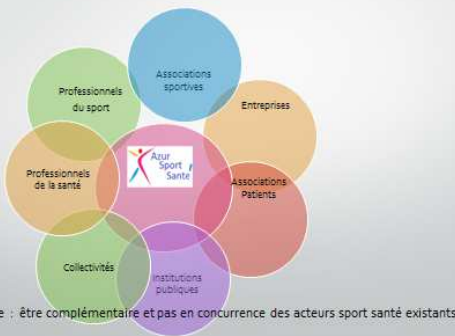 Associations
sportives
Professionnels
du sport
Entreprises
Azur
Sport
Santé
Professionnels
de la santé
Associations
Patients
Collectivités
Institutions
publiques
e : être complémentaire et pas en concurrence des acteurs sport santé existants